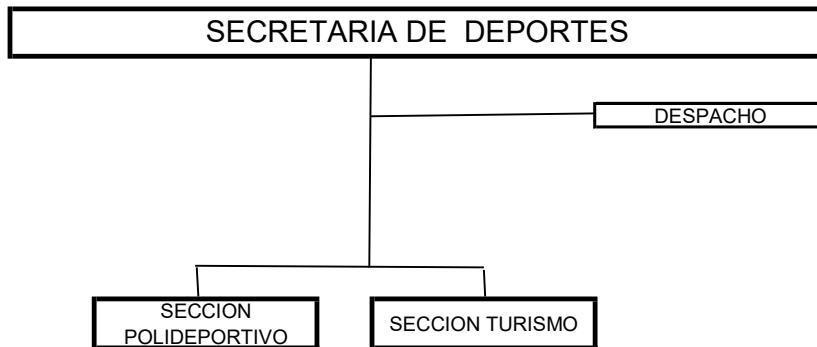 SECRETARIA DE  DEPORTES
DESPACHO
SECCION
POLIDEPORTIVO
SECCION TURISMO